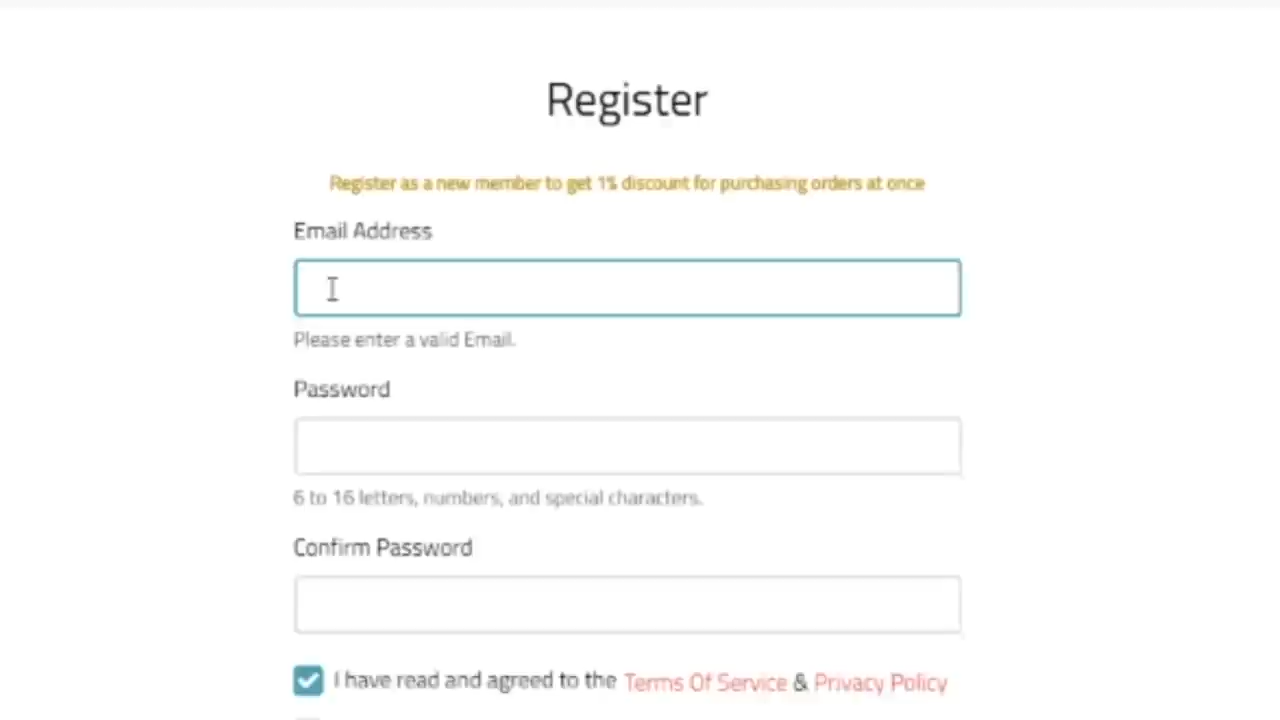 Register
Register as a new member to get 1% discount for purchasing orders at once
Email Address
Please enter a valid Email.
Password
6 to 16 letters, numbers, and special characters.
Confirm Password
I have read and agreed to the Terms Of Service & Privacy Policy